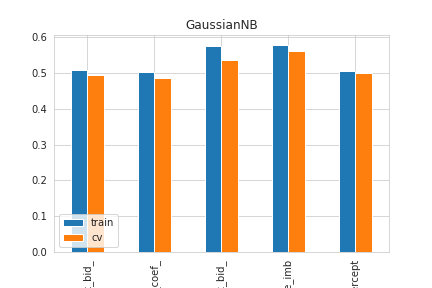 GaussianNB
0.6
0.5
0.4
0.3
0.2
0.1
0.0
train
cv
_bid_
coef_
_bid_
e_imb
ercept